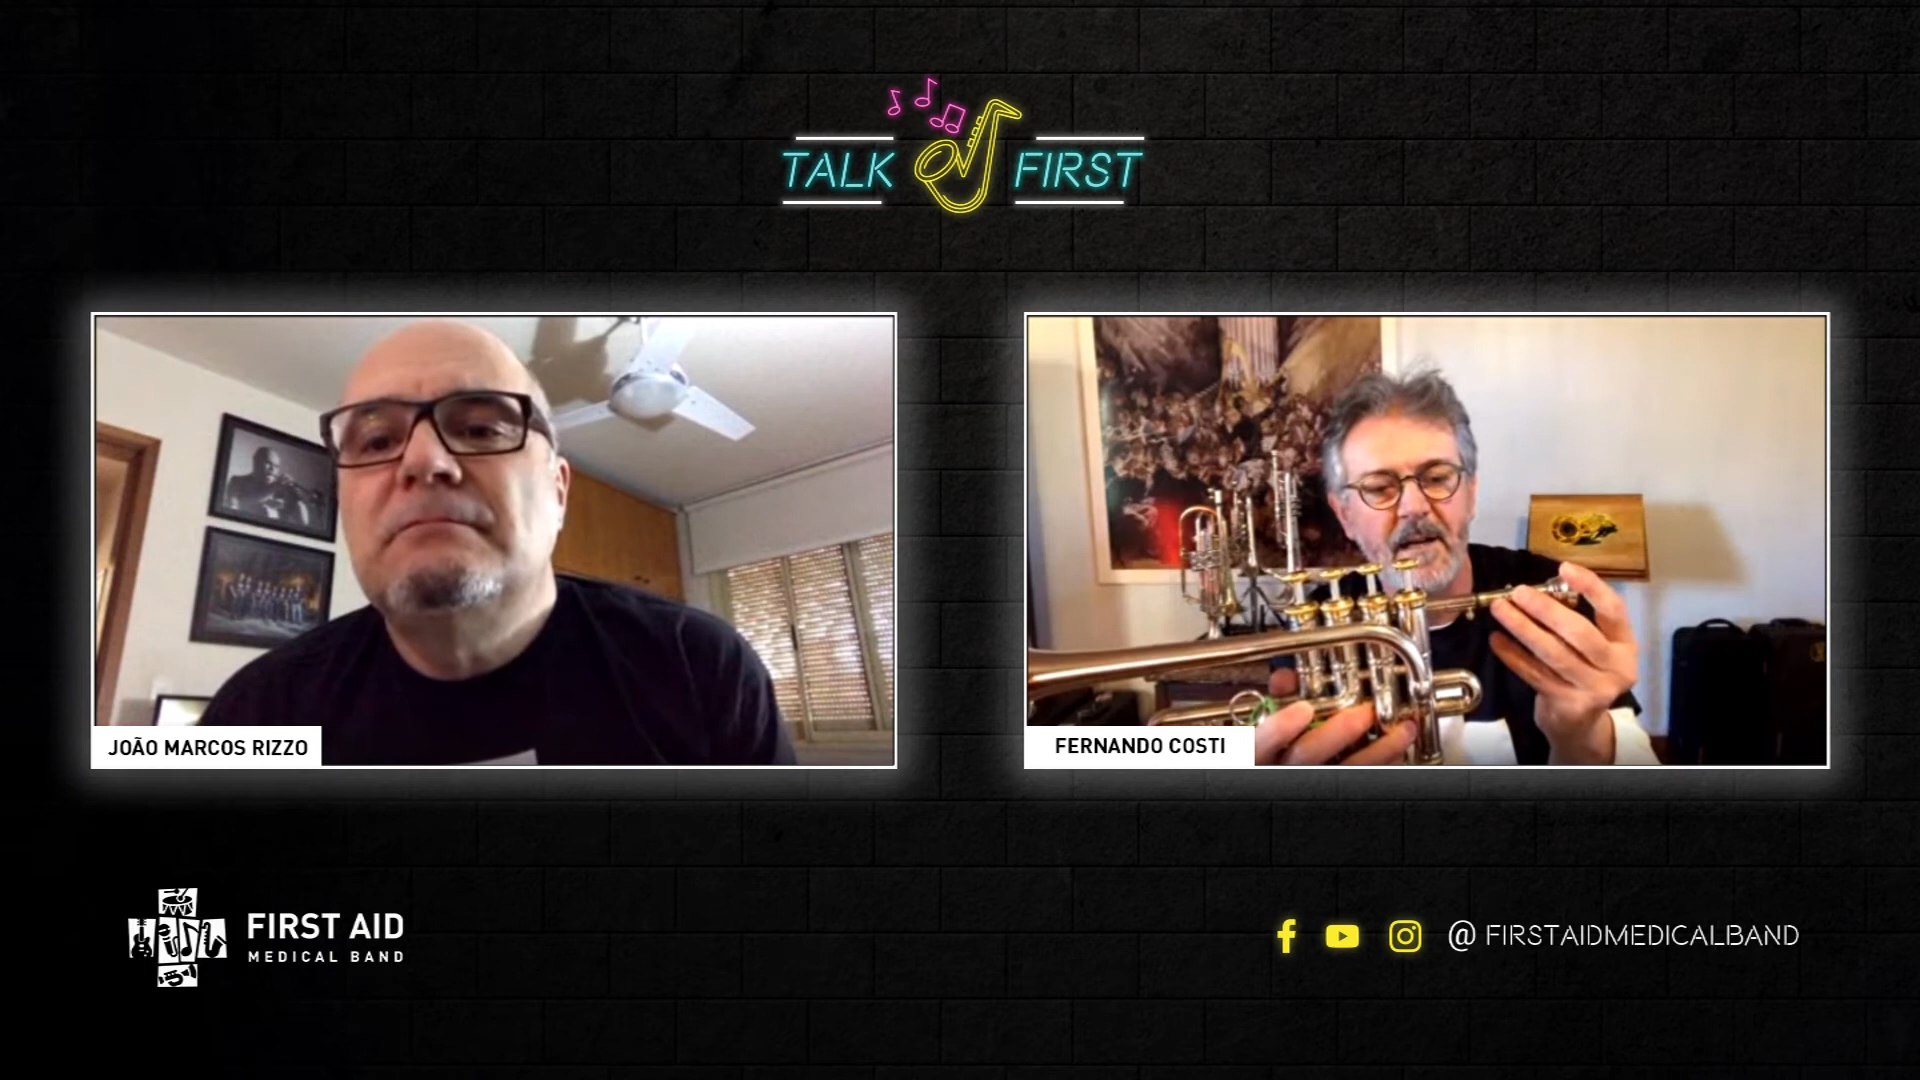 TALK FIRST
JOÃO MARCOS RIZZO
FERNANDO COSTI
FIRST AID
MEDICAL BAND
@ FIRSTAIDMEDICALBAND